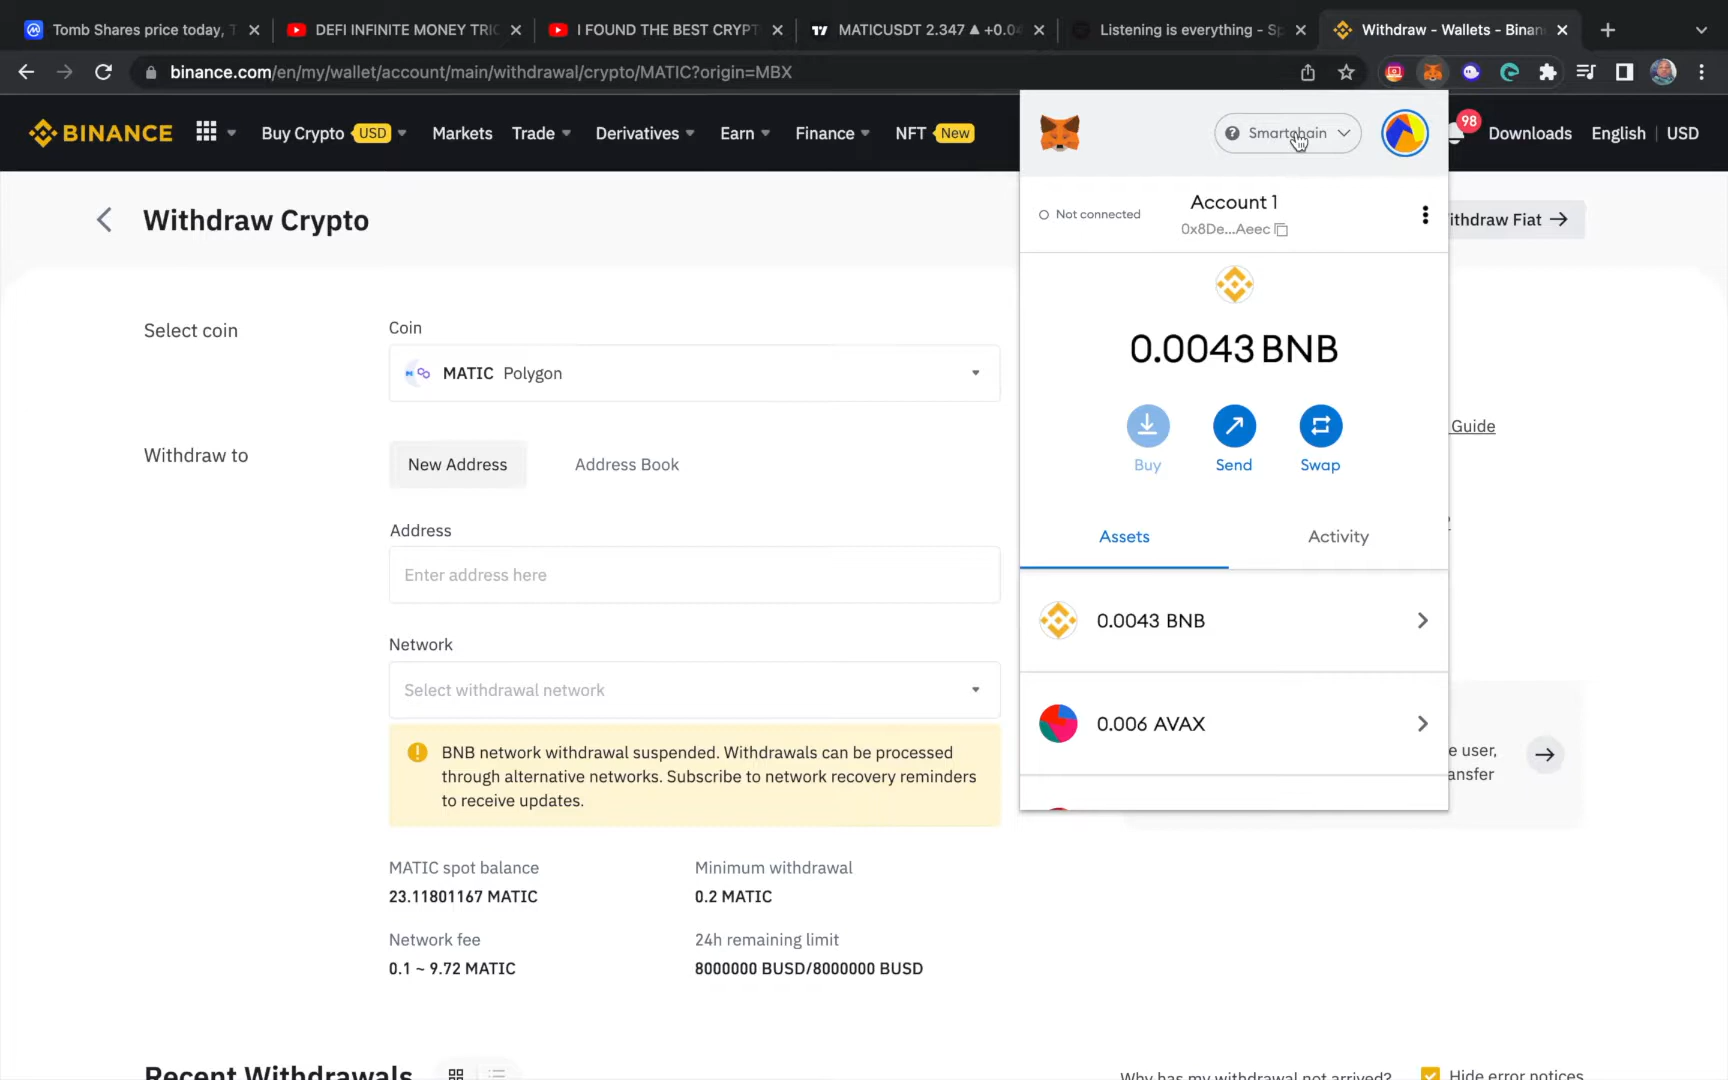 Tomb Shares price today, T
DEFI INFINITE MONEY TRIC
I FOUND THE BEST CRYPT
MATICUSDT 2.347 ▲ +0.04
Listening is everything - Sp
Withdraw - Wallets - Binan
binance.com/en/my/wallet/account/main/withdrawal/crypto/MATIC?origin=MBX
BINANCE
Buy Crypto USD
Markets
Trade
Derivatives
Earn
Finance
NFT New
98
Downloads
English
USD
Smartchain
Withdraw Crypto
Not connected
Account 1
0x8De...Aeec
ithdraw Fiat →
0.0043 BNB
Buy
Send
Swap
Assets
Activity
0.0043 BNB
0.006 AVAX
Select coin
Coin
MATIC Polygon
Guide
Withdraw to
New Address
Address Book
Address
Enter address here
Network
Select withdrawal network
BNB network withdrawal suspended. Withdrawals can be processed
through alternative networks. Subscribe to network recovery reminders
to receive updates.
e user,
ansfer
MATIC spot balance
23.11801167 MATIC
Minimum withdrawal
0.2 MATIC
Network fee
0.1 ~ 9.72 MATIC
24h remaining limit
8000000 BUSD/8000000 BUSD
Recent Withdrawals
Why has my withdrawal not arrived?
Hide error notices